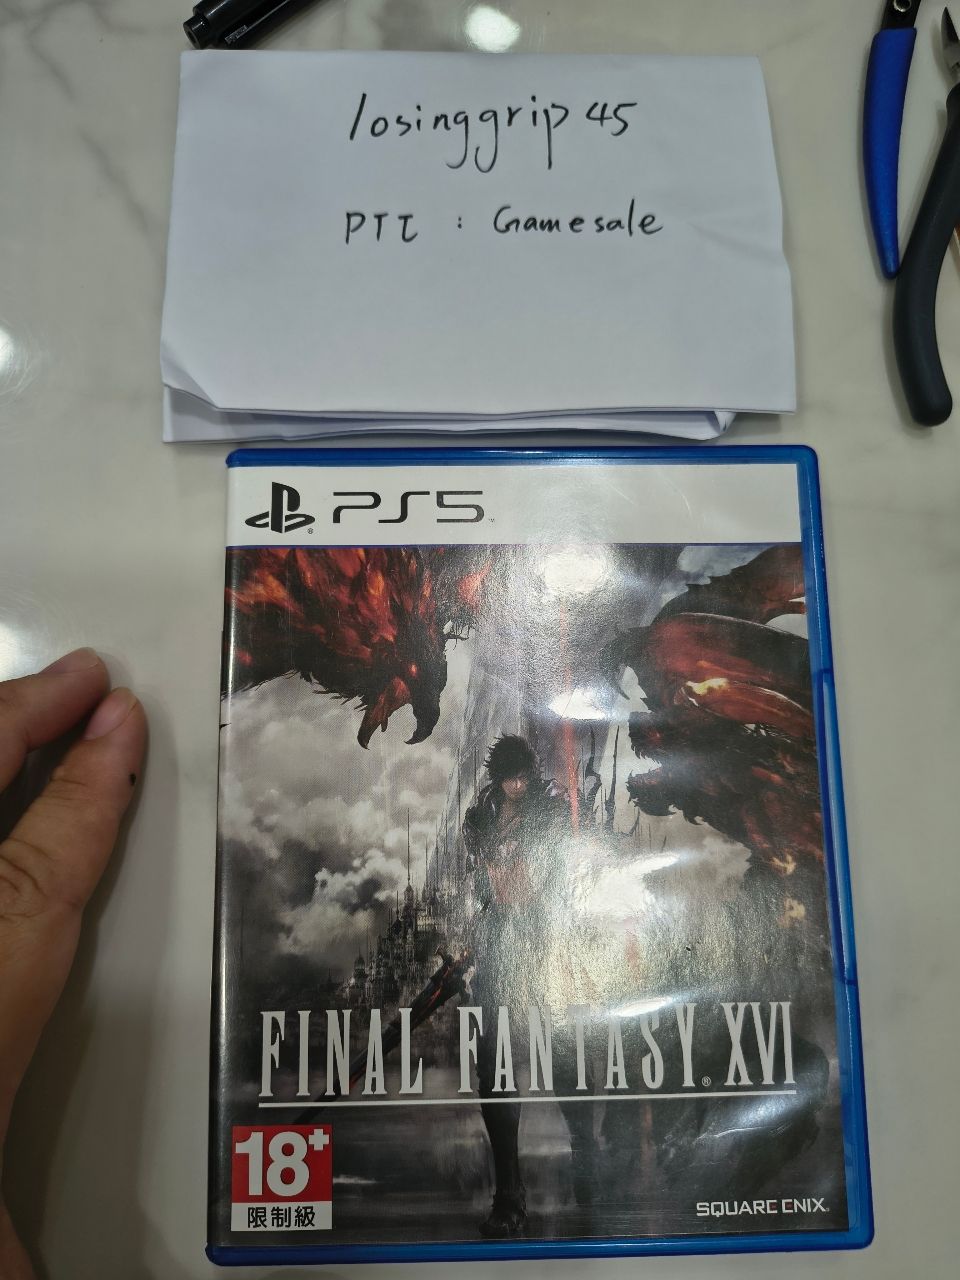 losinggrip45
PTT : Gamesale
PS5
FINAL FANTASY® XVI
18+
限制級
SQUARE ENIX®